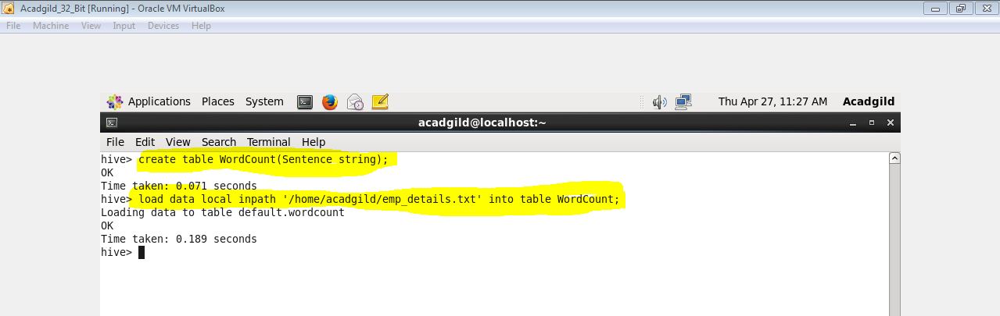 Acadgild_32_Bit [Running] - Oracle VM VirtualBox
File Machine View Input Devices Help
Applications Places System Thu Apr 27, 11:27 AM Acadgild
acadgild@localhost:~
File Edit View Search Terminal Help
hive> create table WordCount(Sentence string);
OK
Time taken: 0.071 seconds
hive> load data local inpath '/home/acadgild/emp_details.txt' into table WordCount;
Loading data to table default.wordcount
OK
Time taken: 0.189 seconds
hive>